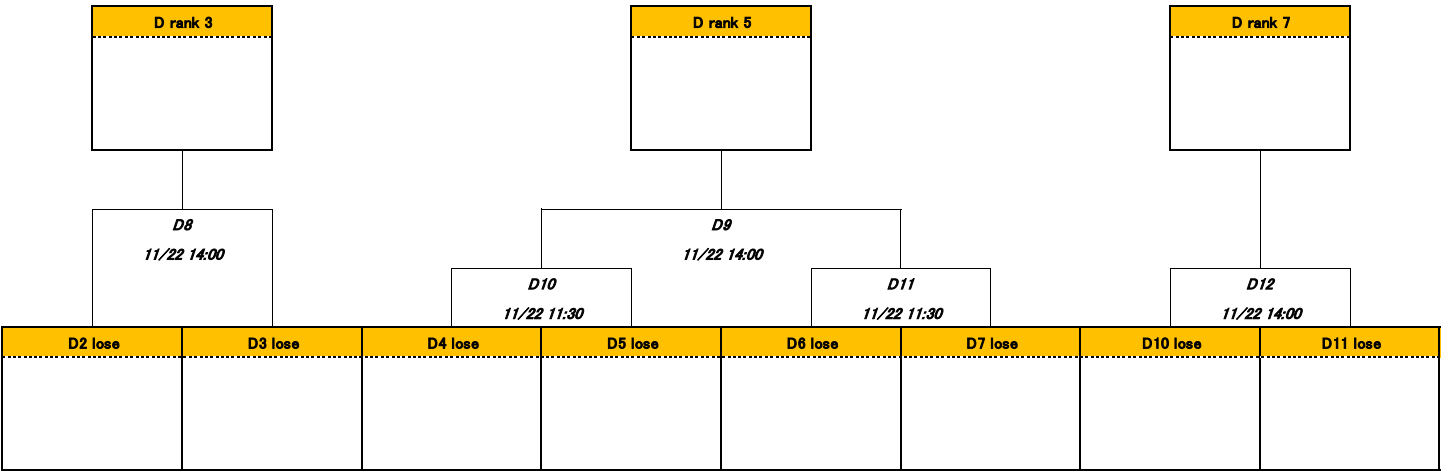 D rank 3
D rank 5
D rank 7
D8
D9
11/22 14:00
11/22 14:00
D10
D11
D12
11/22 11:30
11/22 11:30
11/22 14:00
D2 lose
D3 lose
D4 lose
D5 lose
D6 lose
D7 lose
D10 lose
D11 lose